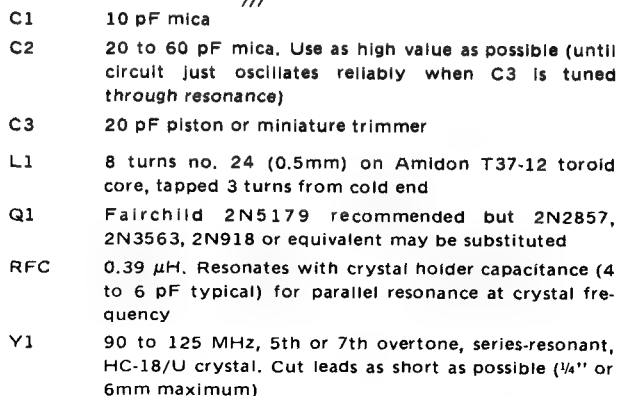 C1 10 pF mica
C2 20 to 60 pF mica. Use as high value as possible (until
circuit just oscillates reliably when C3 is tuned
through resonance)
C3 20 pF piston or miniature trimmer
L1 8 turns no. 24 (0.5mm) on Amidon T37-12 toroid
core, tapped 3 turns from cold end
Q1 Fairchild 2N5179 recommended but 2N2857,
2N3563, 2N918 or equivalent may be substituted
RFC 0.39 μH. Resonates with crystal holder capacitance (4
to 6 pF typical) for parallel resonance at crystal fre-
quency
Y1 90 to 125 MHz, 5th or 7th overtone, series-resonant,
HC-18/U crystal. Cut leads as short as possible (¼" or
6mm maximum)